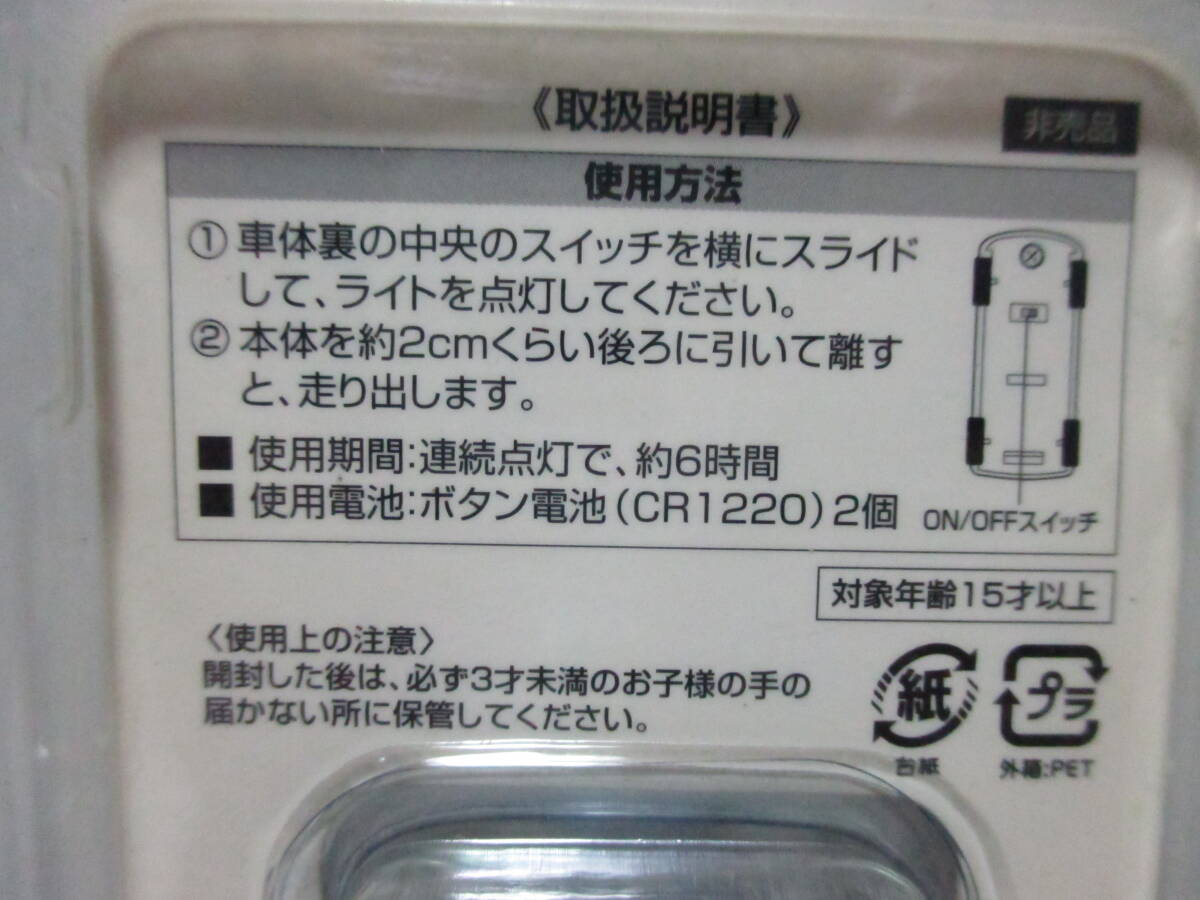 《取扱説明書》
非売品
使用方法
① 車体裏の中央のスイッチを横にスライド
して、ライトを点灯してください。
② 本体を約2cmくらい後ろに引いて離す
と、走り出します。
■ 使用期間:連続点灯で、約6時間
■ 使用電池:ボタン電池(CR1220)2個
ON/OFFスイッチ
対象年齢15才以上
〈使用上の注意〉
開封した後は、必ず3才未満のお子様の手の
届かない所に保管してください。
紙
台紙
プラ
外箱:PET